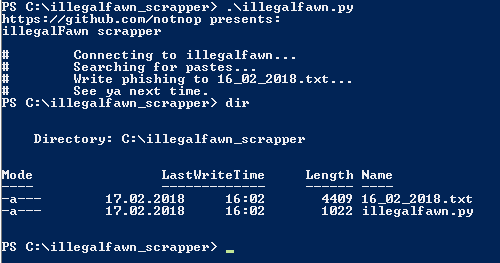 PS C:\illegalfawn_scrapper> .\illegalfawn.py
https://github.com/notnop presents:
illegalFawn scrapper
# Connecting to illegalfawn...
# Searching for pastes...
# Write phishing to 16_02_2018.txt...
# See ya next time.
PS C:\illegalfawn_scrapper> dir
Directory: C:\illegalfawn_scrapper
Mode LastWriteTime Length Name
---- ------------- ------ ----
-a--- 17.02.2018 16:02 4409 16_02_2018.txt
-a--- 17.02.2018 16:02 1022 illegalfawn.py
PS C:\illegalfawn_scrapper> _